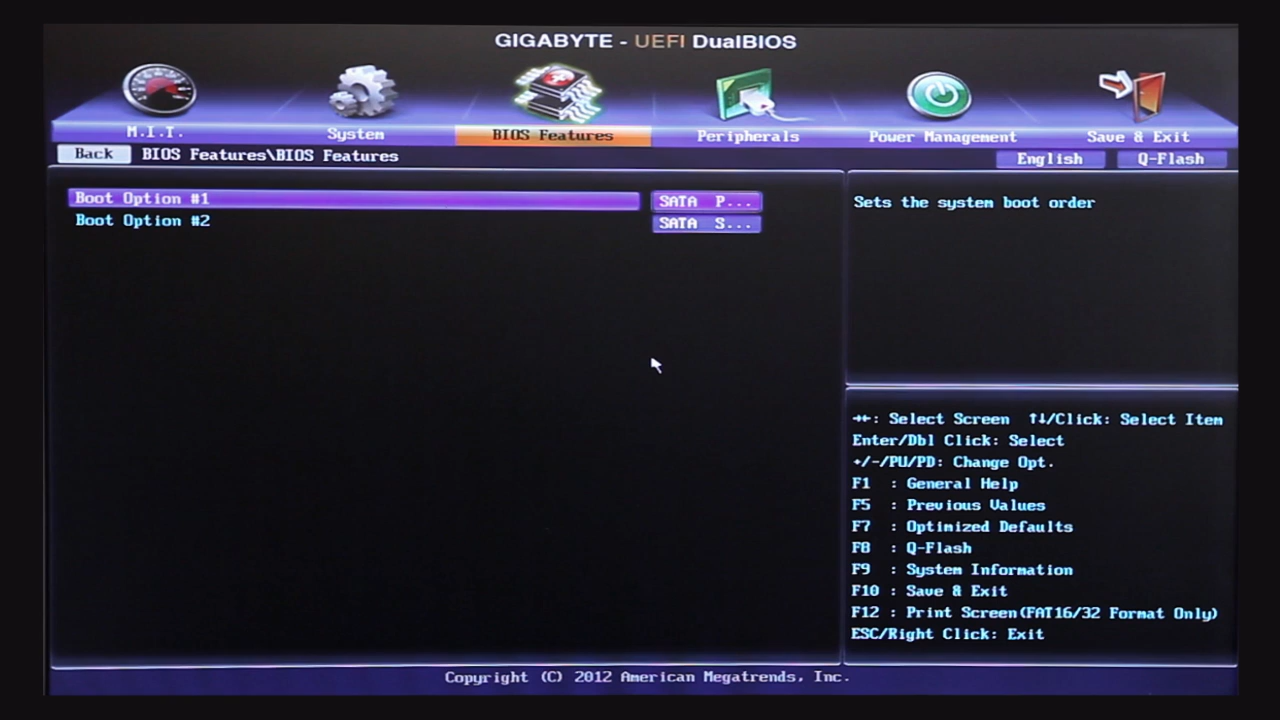 GIGABYTE - UEFI DualBIOS
M.I.T.
System
BIOS Features
Peripherals
Power Management
Save & Exit
Back
BIOS Features\BIOS Features
English
Q-Flash
Boot Option #1
SATA P...
Boot Option #2
SATA S...
Sets the system boot order
→←: Select Screen ↑↓/Click: Select Item
Enter/Dbl Click: Select
+/-/PU/PD: Change Opt.
F1 : General Help
F5 : Previous Values
F7 : Optimized Defaults
F8 : Q-Flash
F9 : System Information
F10 : Save & Exit
F12 : Print Screen(FAT16/32 Format Only)
ESC/Right Click: Exit
Copyright (C) 2012 American Megatrends, Inc.